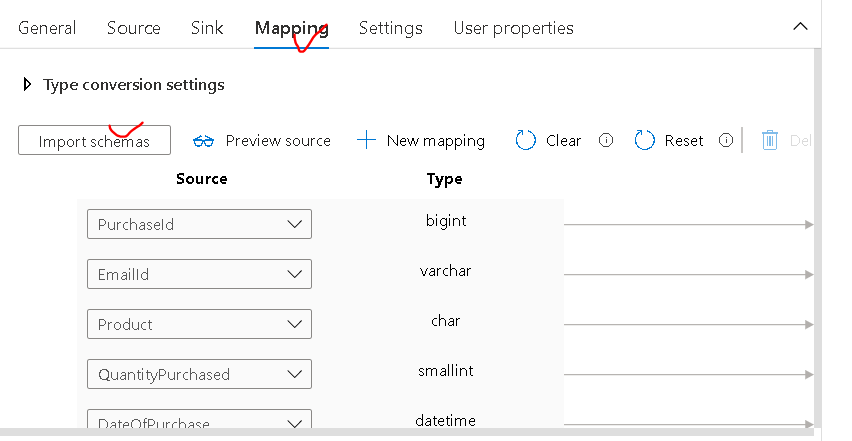 General Source Sink Mapping Settings User properties
Type conversion settings
Import schemas Preview source New mapping Clear Reset Del
Source Type
PurchaseId bigint
EmailId varchar
Product char
QuantityPurchased smallint
DateOfPurchase datetime